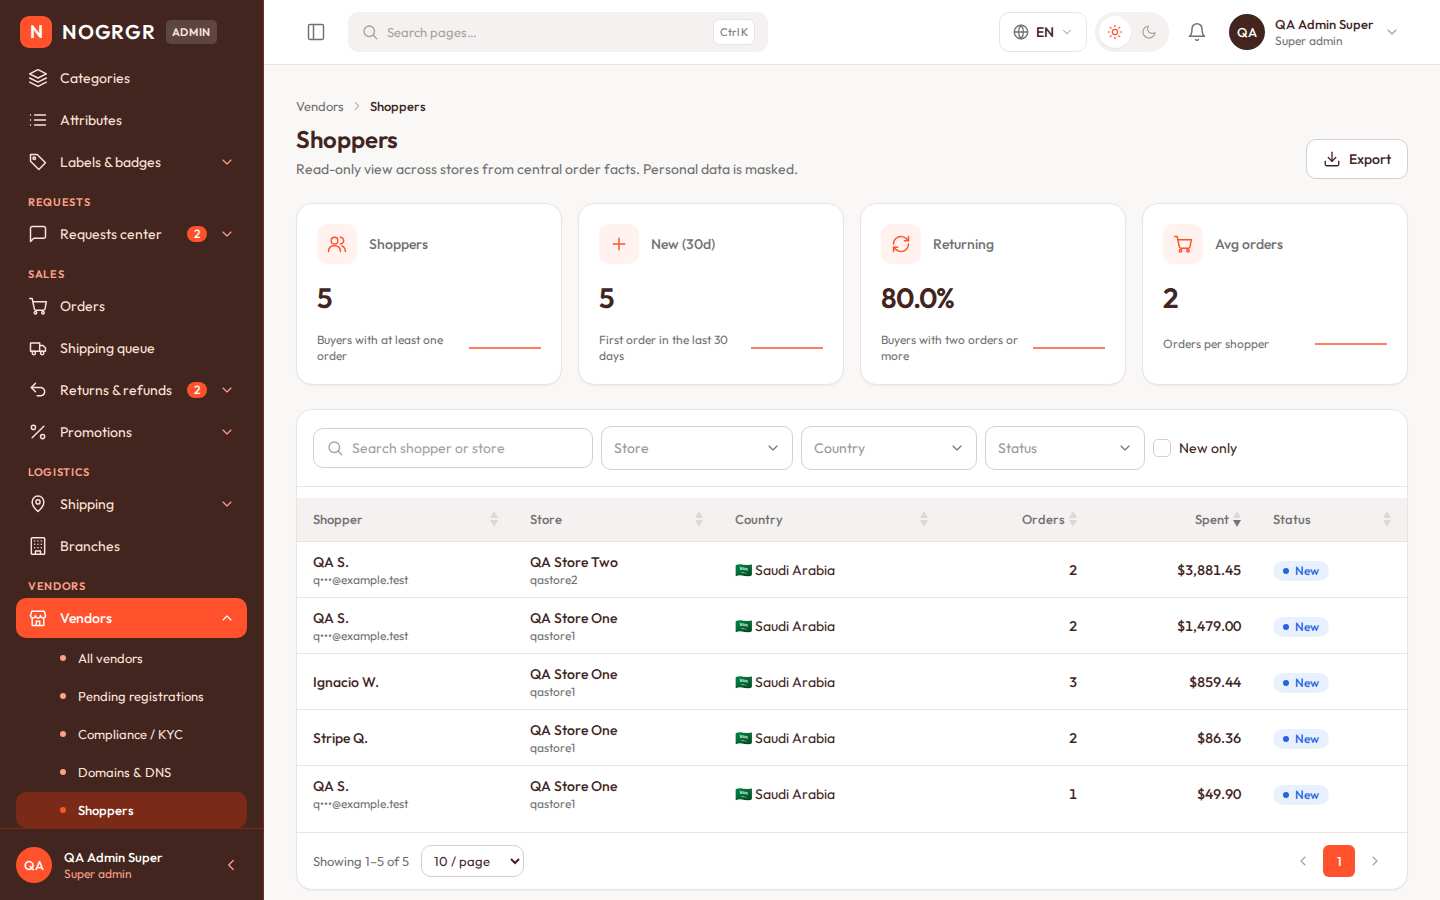 N NOGRGR ADMIN
Categories
Attributes
Labels & badges
REQUESTS
Requests center 2
SALES
Orders
Shipping queue
Returns & refunds 2
Promotions
LOGISTICS
Shipping
Branches
VENDORS
Vendors
All vendors
Pending registrations
Compliance / KYC
Domains & DNS
Shoppers
QA QA Admin Super
Super admin
Search pages... Ctrl K
EN
QA QA Admin Super
Super admin
Vendors > Shoppers
Shoppers
Read-only view across stores from central order facts. Personal data is masked.
Export
Shoppers
5
Buyers with at least one
order
New (30d)
5
First order in the last 30
days
Returning
80.0%
Buyers with two orders or
more
Avg orders
2
Orders per shopper
Search shopper or store Store Country Status New only
Shopper Store Country Orders Spent Status
QA S. QA Store Two Saudi Arabia 2 $3,881.45 New
q•••@example.test qastore2
QA S. QA Store One Saudi Arabia 2 $1,479.00 New
q•••@example.test qastore1
Ignacio W. QA Store One Saudi Arabia 3 $859.44 New
qastore1
Stripe Q. QA Store One Saudi Arabia 2 $86.36 New
qastore1
QA S. QA Store One Saudi Arabia 1 $49.90 New
q•••@example.test qastore1
Showing 1–5 of 5 10 / page 1